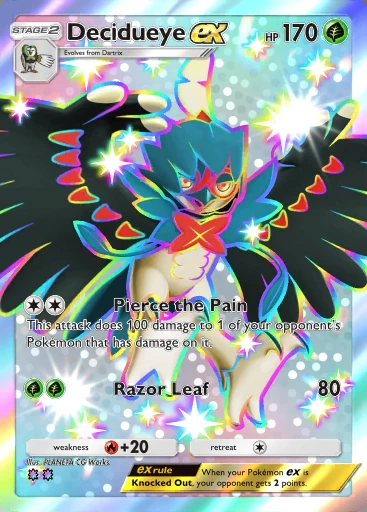 STAGE 2
Decidueye ex
HP 170
Evolves from Dartrix
Pierce the Pain
This attack does 100 damage to 1 of your opponent's
Pokémon that has damage on it.
Razor Leaf 80
weakness +20 retreat
Illus. PLANETA CG Works
ex rule When your Pokémon ex is
Knocked Out, your opponent gets 2 points.